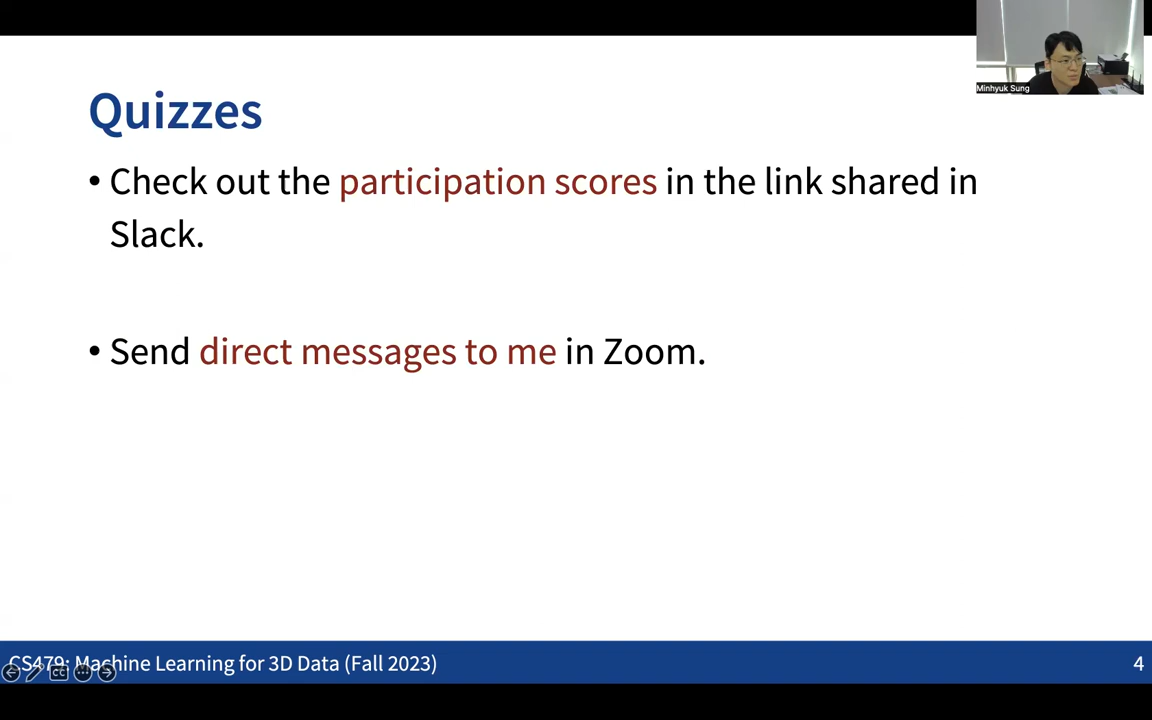 Minhyuk Sung
Quizzes
• Check out the participation scores in the link shared in
Slack.
• Send direct messages to me in Zoom.
CS479: Machine Learning for 3D Data (Fall 2023)
4